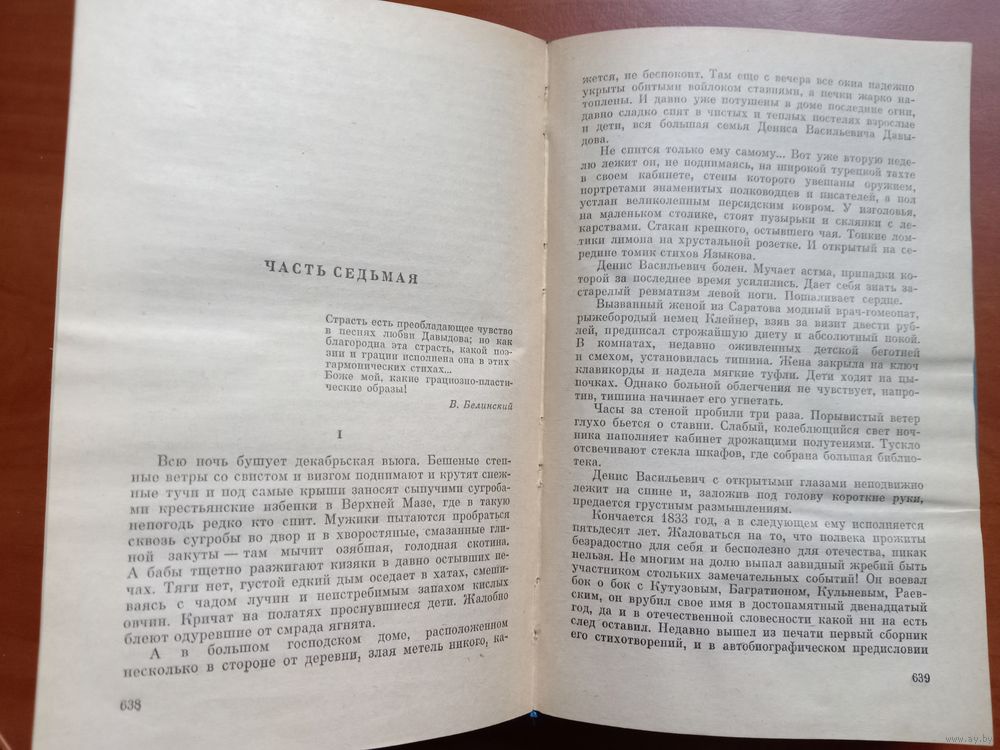 ЧАСТЬ СЕДЬМАЯ
Страсть есть преобладающее чувство
в песнях любви Давыдова; но как
благородна эта страсть, какой поэ-
зии и грации исполнена она в этих
гармонических стихах...
Боже мой, какие грациозно-пласти-
ческие образы!
В. Белинский
I
Всю ночь бушует декабрьская вьюга. Бешеные степ-
ные ветры со свистом и визгом поднимают и крутят снеж-
ные тучи и под самые крыши заносят сыпучими сугроба-
ми крестьянские избенки в Верхней Мазе, где в такую
непогодь редко кто спит. Мужики пытаются пробраться
сквозь сугробы во двор и в хворостяные, смазанные гли-
ной закуты — там мычит озябшая, голодная скотина.
А бабы тщетно разжигают кизяки в давно остывших пе-
чах. Тяги нет, густой едкий дым оседает в хатах, смеши-
ваясь с чадом лучин и неистребимым запахом кислых
овчин. Кричат на полатях проснувшиеся дети. Жалобно
блеют одуревшие от смрада ягнята.
А в большом господском доме, расположенном
несколько в стороне от деревни, злая метель никого, ка-
638
жется, не беспокоит. Там еще с вечера все окна надежно
укрыты обитыми войлоком ставнями, а печки жарко на-
топлены. И давно уже потушены в доме последние огни,
давно сладко спят в чистых и теплых постелях взрослые
и дети, вся большая семья Дениса Васильевича Давы-
дова.
Не спится только ему самому... Вот уже вторую неде-
лю лежит он, не поднимаясь, на широкой турецкой тахте
в своем кабинете, стены которого увешаны оружием,
портретами знаменитых полководцев и писателей, а пол
устлан великолепным персидским ковром. У изголовья,
на маленьком столике, стоят пузырьки и склянки с ле-
карствами. Стакан крепкого, остывшего чая. Тонкие лом-
тики лимона на хрустальной розетке. И открытый на се-
редине томик стихов Языкова.
Денис Васильевич болен. Мучает астма, припадки ко-
торой за последнее время усилились. Дает себя знать за-
старелый ревматизм левой ноги. Пошаливает сердце.
Вызванный женой из Саратова модный врач-гомеопат,
рыжебородый немец Клейнер, взяв за визит двести руб-
лей, предписал строжайшую диету и абсолютный покой.
В комнатах, недавно оживленных детской беготней
и смехом, установилась тишина. Жена закрыла на ключ
клавикорды и надела мягкие туфли. Дети ходят на цы-
почках. Однако больной облегчения не чувствует, напро-
тив, тишина начинает его угнетать.
Часы за стеной пробили три раза. Порывистый ветер
глухо бьется о ставни. Слабый, колеблющийся свет ноч-
ника наполняет кабинет дрожащими полутенями. Тускло
отсвечивают стекла шкафов, где собрана большая библио-
тека.
Денис Васильевич с открытыми глазами неподвижно
лежит на спине и, заложив под голову короткие руки,
предается грустным размышлениям.
Кончается 1833 год, а в следующем ему исполняется
пятьдесят лет. Жаловаться на то, что полвека прожиты
безрадостно для себя и бесполезно для отечества, никак
нельзя. Не многим на долю выпал завидный жребий быть
участником стольких замечательных событий! Он воевал
бок о бок с Кутузовым, Багратионом, Кульневым, Раев-
ским, он врубил свое имя в достопамятный двенадцатый
год, да и в отечественной словесности какой ни на есть
след оставил. Недавно вышел из печати первый сборник
его стихотворений, и в автобиографическом предисловии
639
www.ay.by